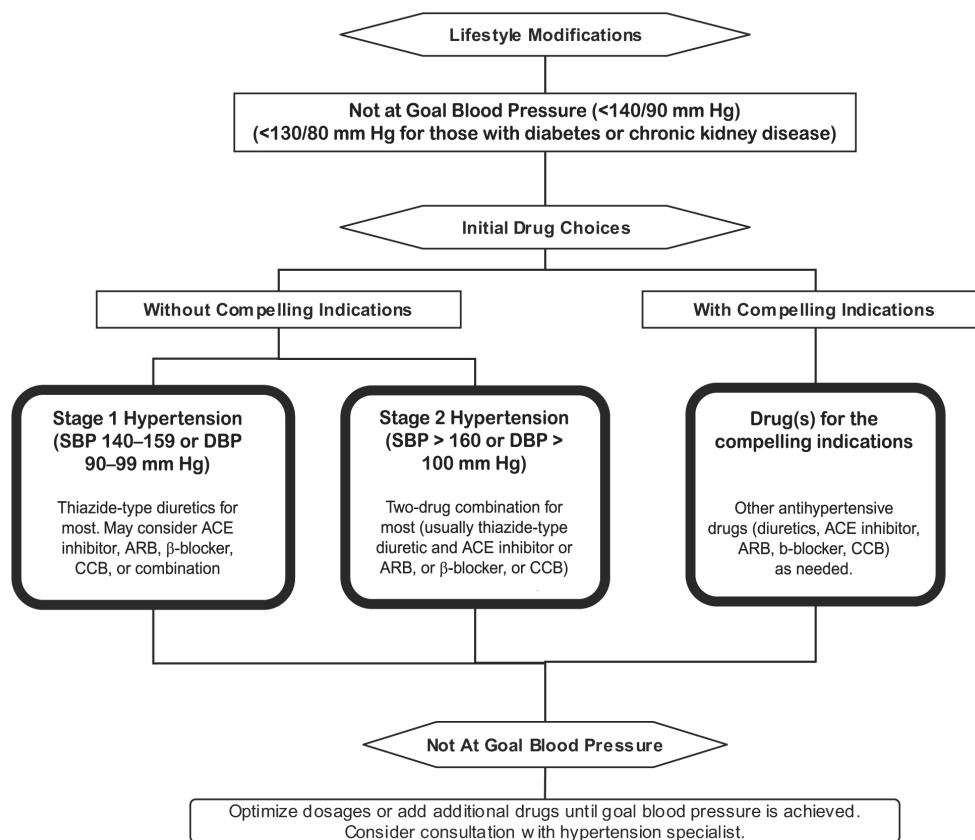 Lifestyle Modifications
Not at Goal Blood Pressure (<140/90 mm Hg)
(<130/80 mm Hg for those with diabetes or chronic kidney disease)
Initial Drug Choices
Without Compelling Indications
With Compelling Indications
Stage 1 Hypertension
(SBP 140–159 or DBP
90–99 mm Hg)
Thiazide-type diuretics for
most. May consider ACE
inhibitor, ARB, β-blocker,
CCB, or combination
Stage 2 Hypertension
(SBP > 160 or DBP >
100 mm Hg)
Two-drug combination for
most (usually thiazide-type
diuretic and ACE inhibitor or
ARB, or β-blocker, or CCB)
Drug(s) for the
compelling indications
Other antihypertensive
drugs (diuretics, ACE inhibitor,
ARB, b-blocker, CCB)
as needed.
Not At Goal Blood Pressure
Optimize dosages or add additional drugs until goal blood pressure is achieved.
Consider consultation with hypertension specialist.